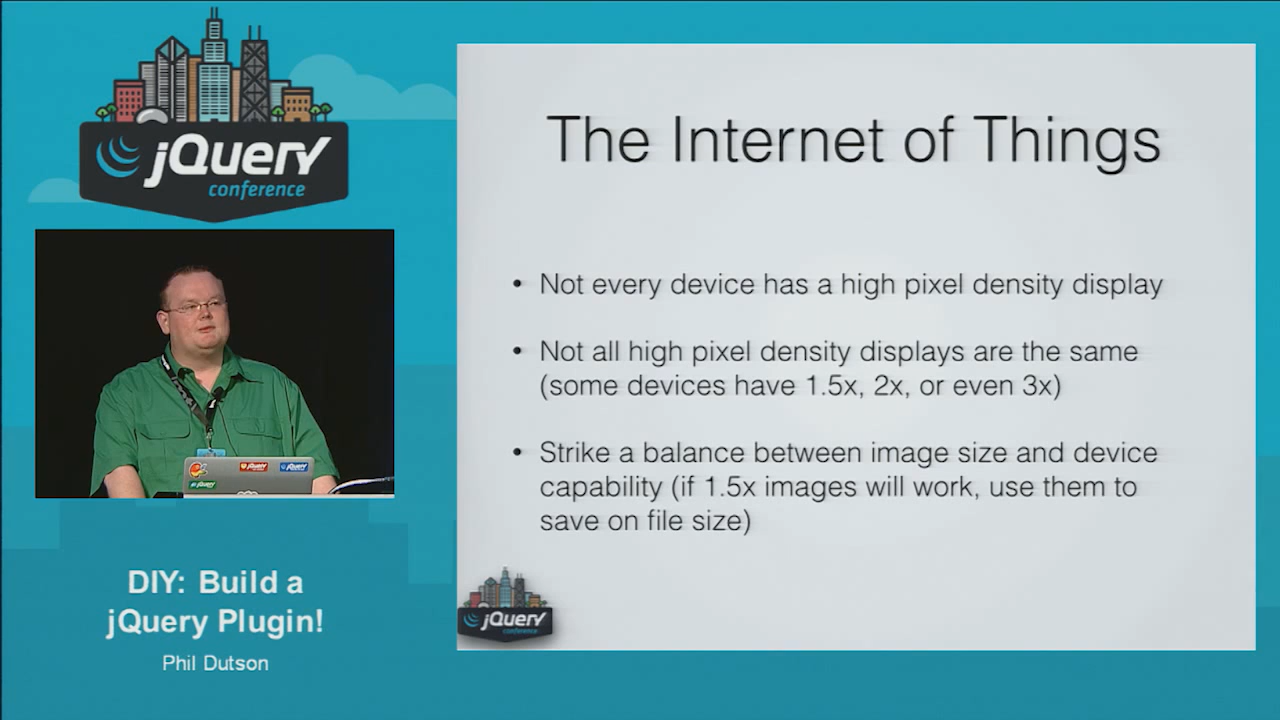 jQuery
conference
The Internet of Things
• Not every device has a high pixel density display
• Not all high pixel density displays are the same
(some devices have 1.5x, 2x, or even 3x)
• Strike a balance between image size and device
capability (if 1.5x images will work, use them to
save on file size)
DIY: Build a
jQuery Plugin!
Phil Dutson
jQuery
conference